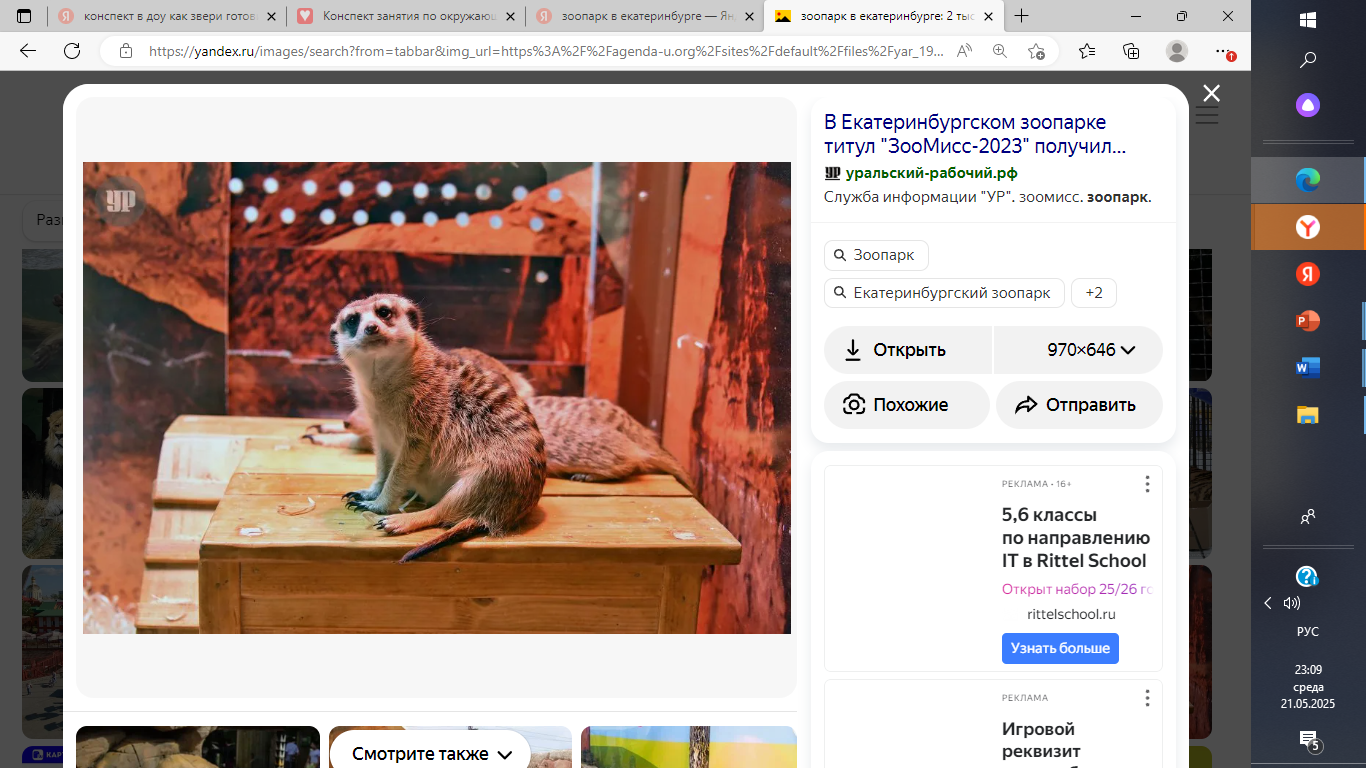 конспект в доу как звери готов
Конспект занятия по окружающ
зоопарк в екатеринбурге — Ян
зоопарк в екатеринбурге: 2 тыс
https://yandex.ru/images/search?from=tabbar&img_url=https%3A%2F%2Fagenda-u.org%2Fsites%2Fdefault%2Ffiles%2Fyar_19...
УР
В Екатеринбургском зоопарке
титул "ЗооМисс-2023" получил...
УР уральский-рабочий.рф
Служба информации "УР". зоомисс. зоопарк.
Зоопарк
Екатеринбургский зоопарк
+2
Открыть
970×646
Похожие
Отправить
РЕКЛАМА • 16+
5,6 классы
по направлению
IT в Rittel School
Открыт набор 25/26 го
rittelschool.ru
Узнать больше
РЕКЛАМА
Игровой
реквизит
Смотрите также
РУС
23:09
среда
21.05.2025
5